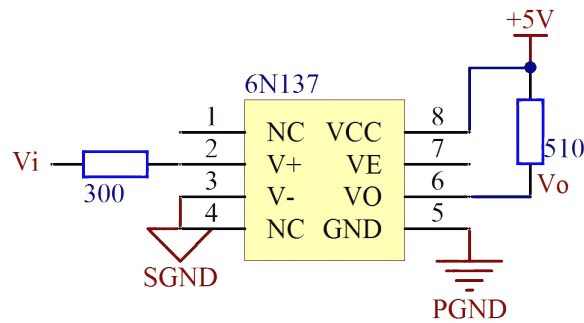 +5V
6N137
1 NC VCC 8
Vi 300 2 V+ VE 7 510
3 V- VO 6 Vo
4 NC GND 5
SGND
PGND